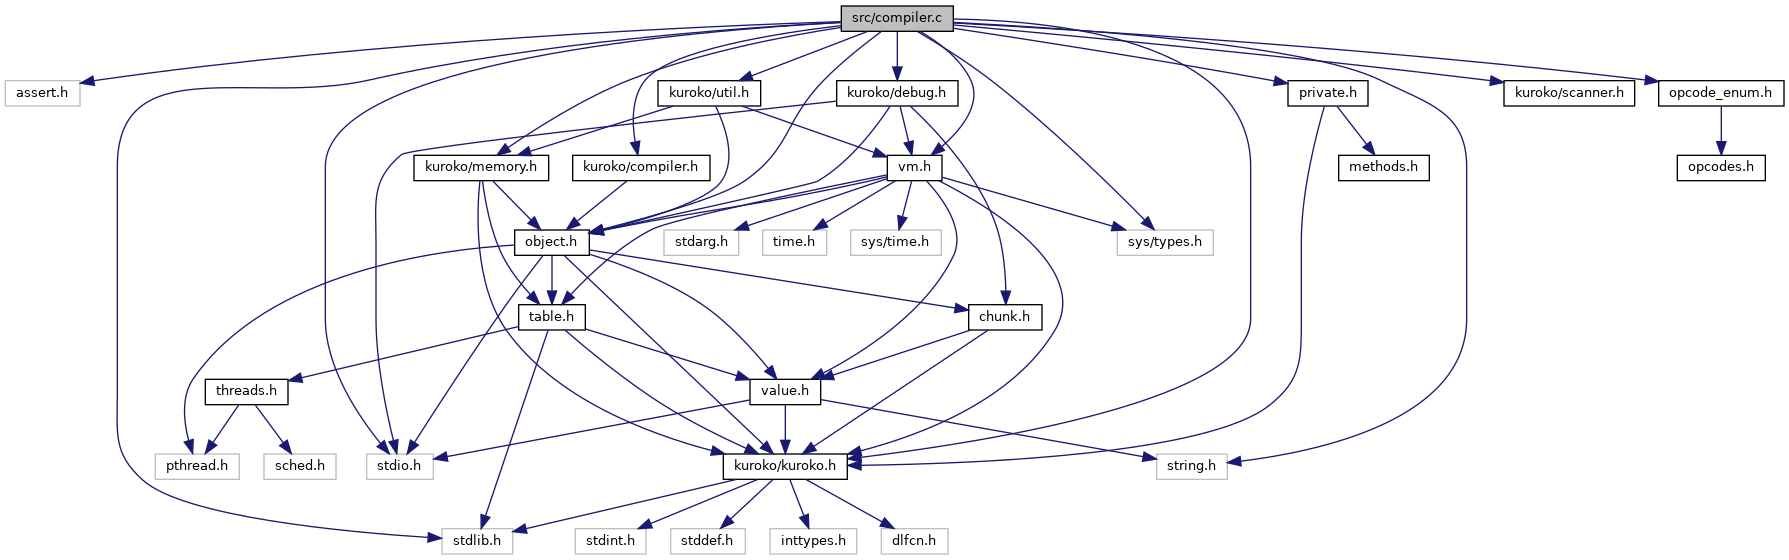 src/compiler.c
assert.h
kuroko/util.h
kuroko/debug.h
private.h
kuroko/scanner.h
opcode_enum.h
kuroko/memory.h
kuroko/compiler.h
vm.h
methods.h
opcodes.h
object.h
stdarg.h
time.h
sys/time.h
sys/types.h
table.h
chunk.h
threads.h
value.h
pthread.h
sched.h
stdio.h
kuroko/kuroko.h
string.h
stdlib.h
stdint.h
stddef.h
inttypes.h
dlfcn.h